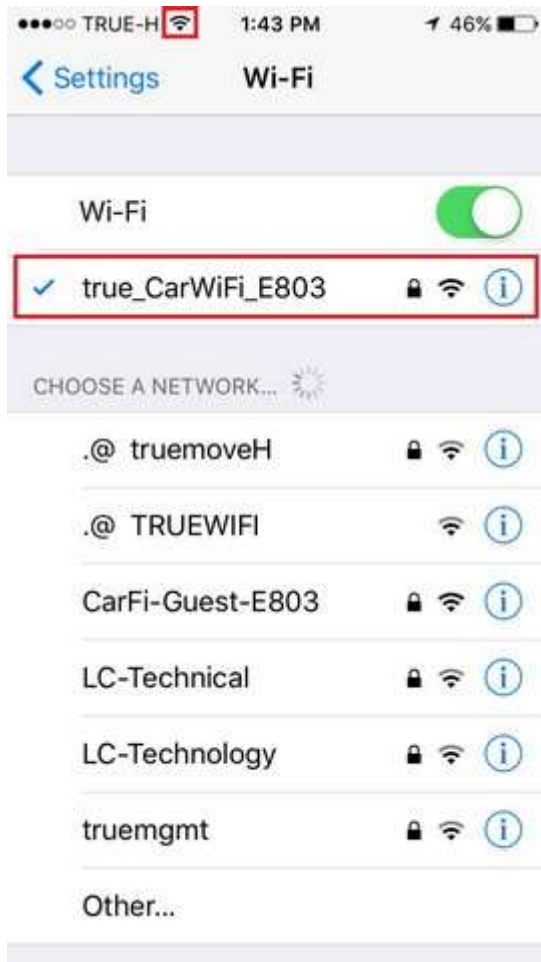 TRUE-H 1:43 PM 46%
Settings Wi-Fi
Wi-Fi
true_CarWiFi_E803
CHOOSE A NETWORK...
.@ truemoveH
.@ TRUEWIFI
CarFi-Guest-E803
LC-Technical
LC-Technology
truemgmt
Other...